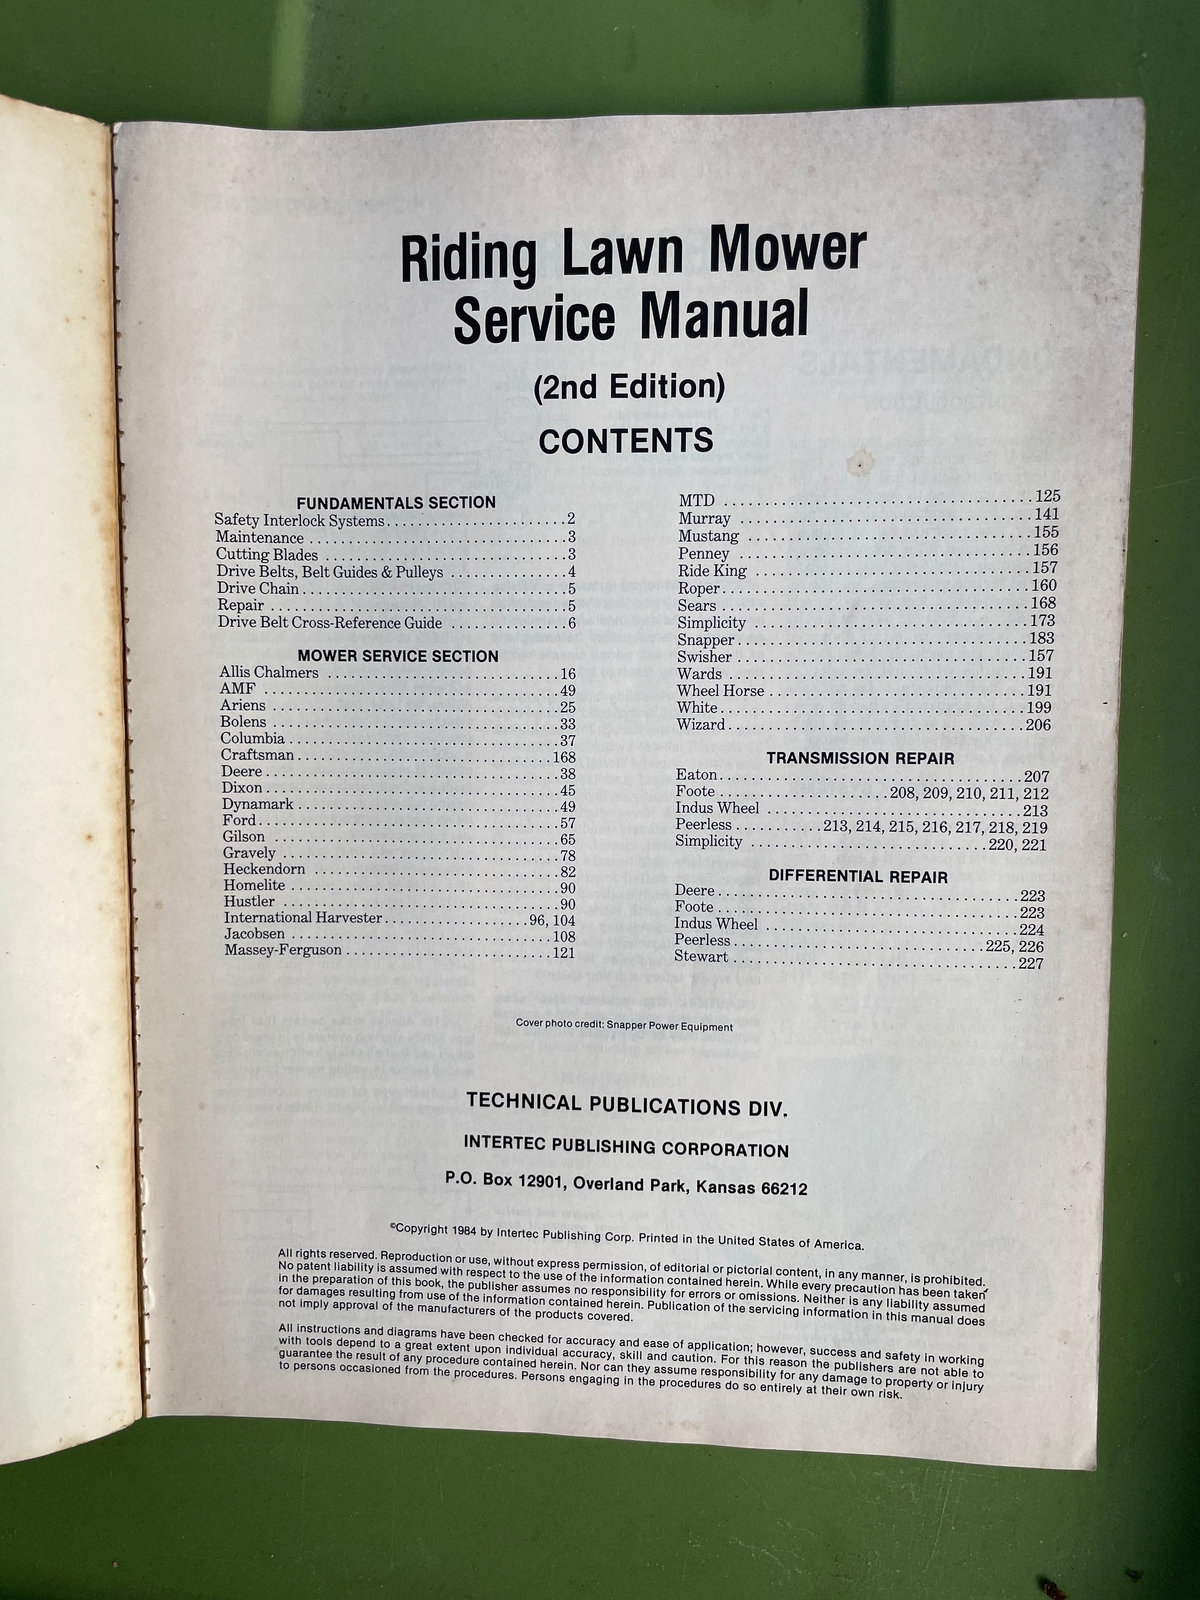 Riding Lawn Mower
Service Manual
(2nd Edition)
CONTENTS
FUNDAMENTALS SECTION
Safety Interlock Systems.......................2
Maintenance.......................3
Cutting Blades.......................3
Drive Belts, Belt Guides & Pulleys.......................4
Drive Chain.......................5
Repair.......................5
Drive Belt Cross-Reference Guide.......................6
MOWER SERVICE SECTION
Allis Chalmers.......................16
AMF.......................49
Ariens.......................25
Bolens.......................33
Columbia.......................37
Craftsman.......................168
Deere.......................38
Dixon.......................45
Dynamark.......................49
Ford.......................57
Gilson.......................65
Gravely.......................78
Heckendorn.......................82
Homelite.......................90
Hustler.......................90
International Harvester.......................96, 104
Jacobsen.......................108
Massey-Ferguson.......................121
MTD.......................125
Murray.......................141
Mustang.......................155
Penney.......................156
Ride King.......................157
Roper.......................160
Sears.......................168
Simplicity.......................173
Snapper.......................183
Swisher.......................157
Wards.......................191
Wheel Horse.......................191
White.......................199
Wizard.......................206
TRANSMISSION REPAIR
Eaton.......................207
Foote.......................208, 209, 210, 211, 212
Indus Wheel.......................213
Peerless...........213, 214, 215, 216, 217, 218, 219
Simplicity.......................220, 221
DIFFERENTIAL REPAIR
Deere.......................223
Foote.......................223
Indus Wheel.......................224
Peerless.......................225, 226
Stewart.......................227
Cover photo credit: Snapper Power Equipment
TECHNICAL PUBLICATIONS DIV.
INTERTEC PUBLISHING CORPORATION
P.O. Box 12901, Overland Park, Kansas 66212
©Copyright 1984 by Intertec Publishing Corp. Printed in the United States of America.
All rights reserved. Reproduction or use, without express permission, of editorial or pictorial content, in any manner, is prohibited.
No patent liability is assumed with respect to the use of the information contained herein. While every precaution has been taken
in the preparation of this book, the publisher assumes no responsibility for errors or omissions. Neither is any liability assumed
for damages resulting from use of the information contained herein. Publication of the servicing information in this manual does
not imply approval of the manufacturers of the products covered.
All instructions and diagrams have been checked for accuracy and ease of application; however, success and safety in working
with tools depend to a great extent upon individual accuracy, skill and caution. For this reason the publishers are not able to
guarantee the result of any procedure contained herein. Nor can they assume responsibility for any damage to property or injury
to persons occasioned from the procedures. Persons engaging in the procedures do so entirely at their own risk.